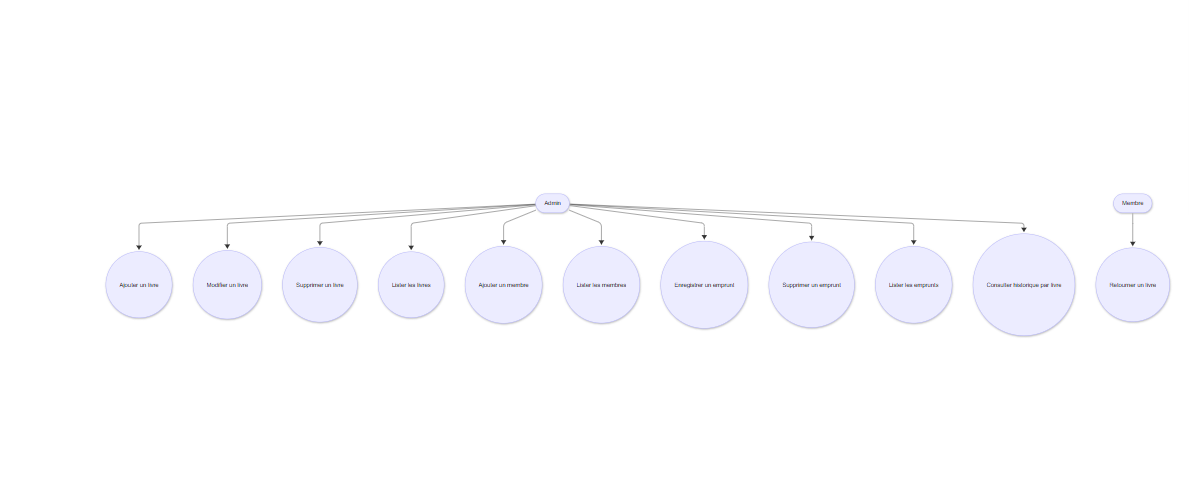 Admin
Membre
Ajouter un livre
Modifier un livre
Supprimer un livre
Lister les livres
Ajouter un membre
Lister les membres
Enregistrer un emprunt
Supprimer un emprunt
Lister les emprunts
Consulter historique par livre
Retourner un livre